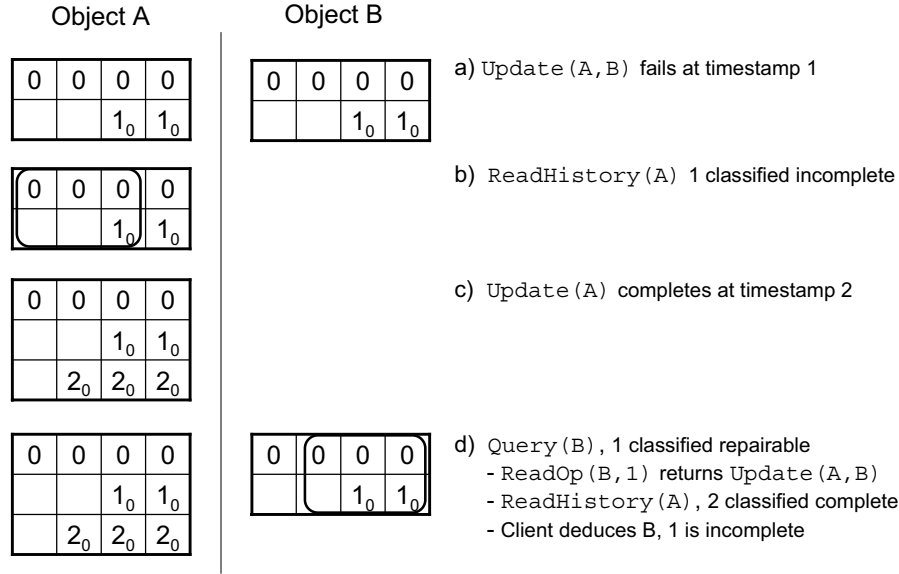 Object A Object B
0 0 0 0 0 0 0 0 a) Update(A,B) fails at timestamp 1
1₀ 1₀ 1₀ 1₀
0 0 0 0 b) ReadHistory(A) 1 classified incomplete
1₀ 1₀
0 0 0 0 c) Update(A) completes at timestamp 2
1₀ 1₀
2₀ 2₀ 2₀
0 0 0 0 0 0 0 0 d) Query(B), 1 classified repairable
1₀ 1₀ 1₀ 1₀ - ReadOp(B,1) returns Update(A,B)
2₀ 2₀ 2₀ - ReadHistory(A), 2 classified complete
- Client deduces B, 1 is incomplete